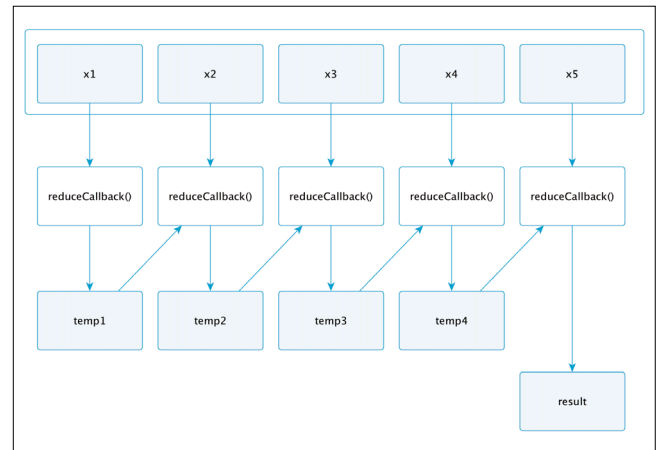 x1
x2
x3
x4
x5
reduceCallback()
reduceCallback()
reduceCallback()
reduceCallback()
reduceCallback()
temp1
temp2
temp3
temp4
result